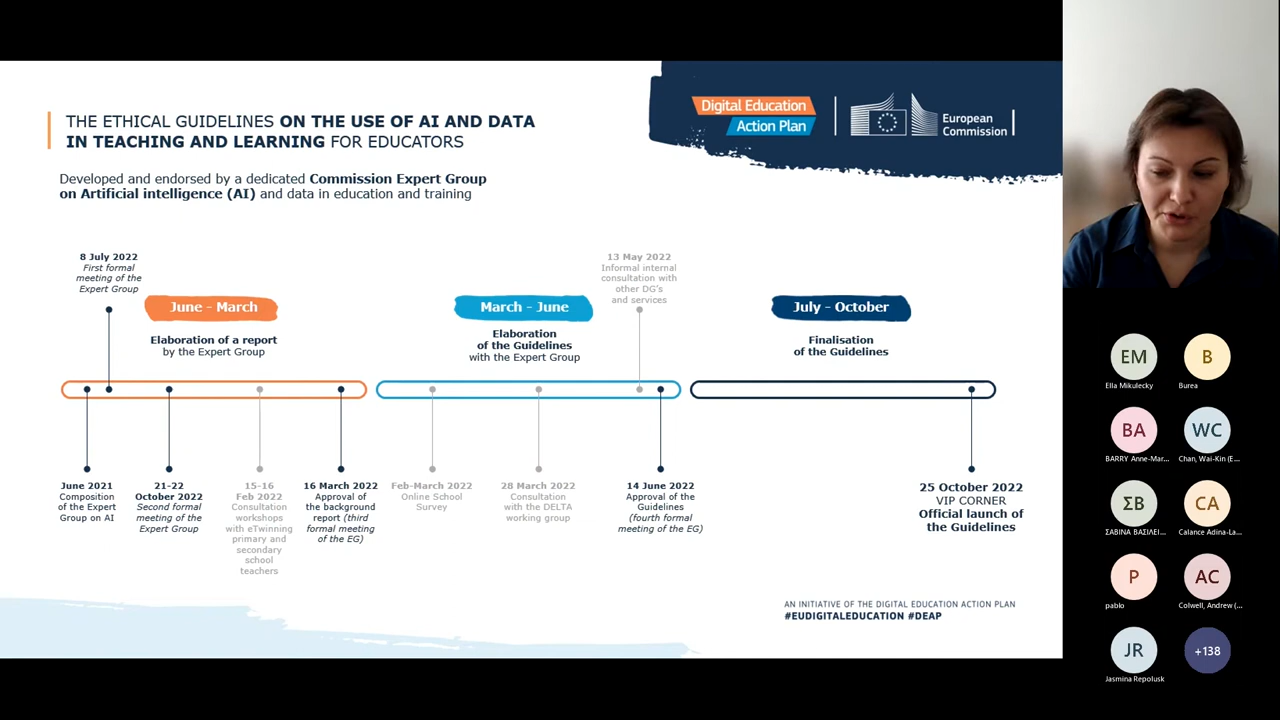 THE ETHICAL GUIDELINES ON THE USE OF AI AND DATA
IN TEACHING AND LEARNING FOR EDUCATORS
Digital Education
Action Plan
European
Commission
Developed and endorsed by a dedicated Commission Expert Group
on Artificial intelligence (AI) and data in education and training
8 July 2022
First formal
meeting of the
Expert Group
June - March
Elaboration of a report
by the Expert Group
March - June
Elaboration
of the Guidelines
with the Expert Group
13 May 2022
Informal internal
consultation with
other DG's
and services
July - October
Finalisation
of the Guidelines
June 2021
Composition
of the Expert
Group on AI
21-22
October 2022
Second formal
meeting of the
Expert Group
15-16
Feb 2022
Consultation
workshops
with eTwinning
primary and
secondary
school
teachers
16 March 2022
Approval of
the background
report (third
formal meeting
of the EG)
Feb-March 2022
Online School
Survey
28 March 2022
Consultation
with the DELTA
working group
14 June 2022
Approval of the
Guidelines
(fourth formal
meeting of the EG)
25 October 2022
VIP CORNER
Official launch of
the Guidelines
AN INITIATIVE OF THE DIGITAL EDUCATION ACTION PLAN
#EUDIGITALEDUCATION #DEAP
EM
Ella Mikulecky
B
Burea
BA
BARRY Anne-Mar...
WC
Chan, Wai-Kin (E...
ΣΒ
ΣΑΒΙΝΑ ΒΑΣΙΛΕΙ...
CA
Calance Adina-La...
P
pablo
AC
Colwell, Andrew (...
JR
Jasmina Repolusk
+138